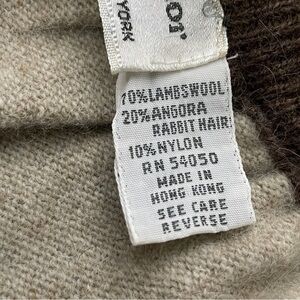 YORK
70%LAMBSWOOL
20%ANGORA
RABBIT HAIR
10%NYLON
RN 54050
MADE IN
HONG KONG
SEE CARE
REVERSE